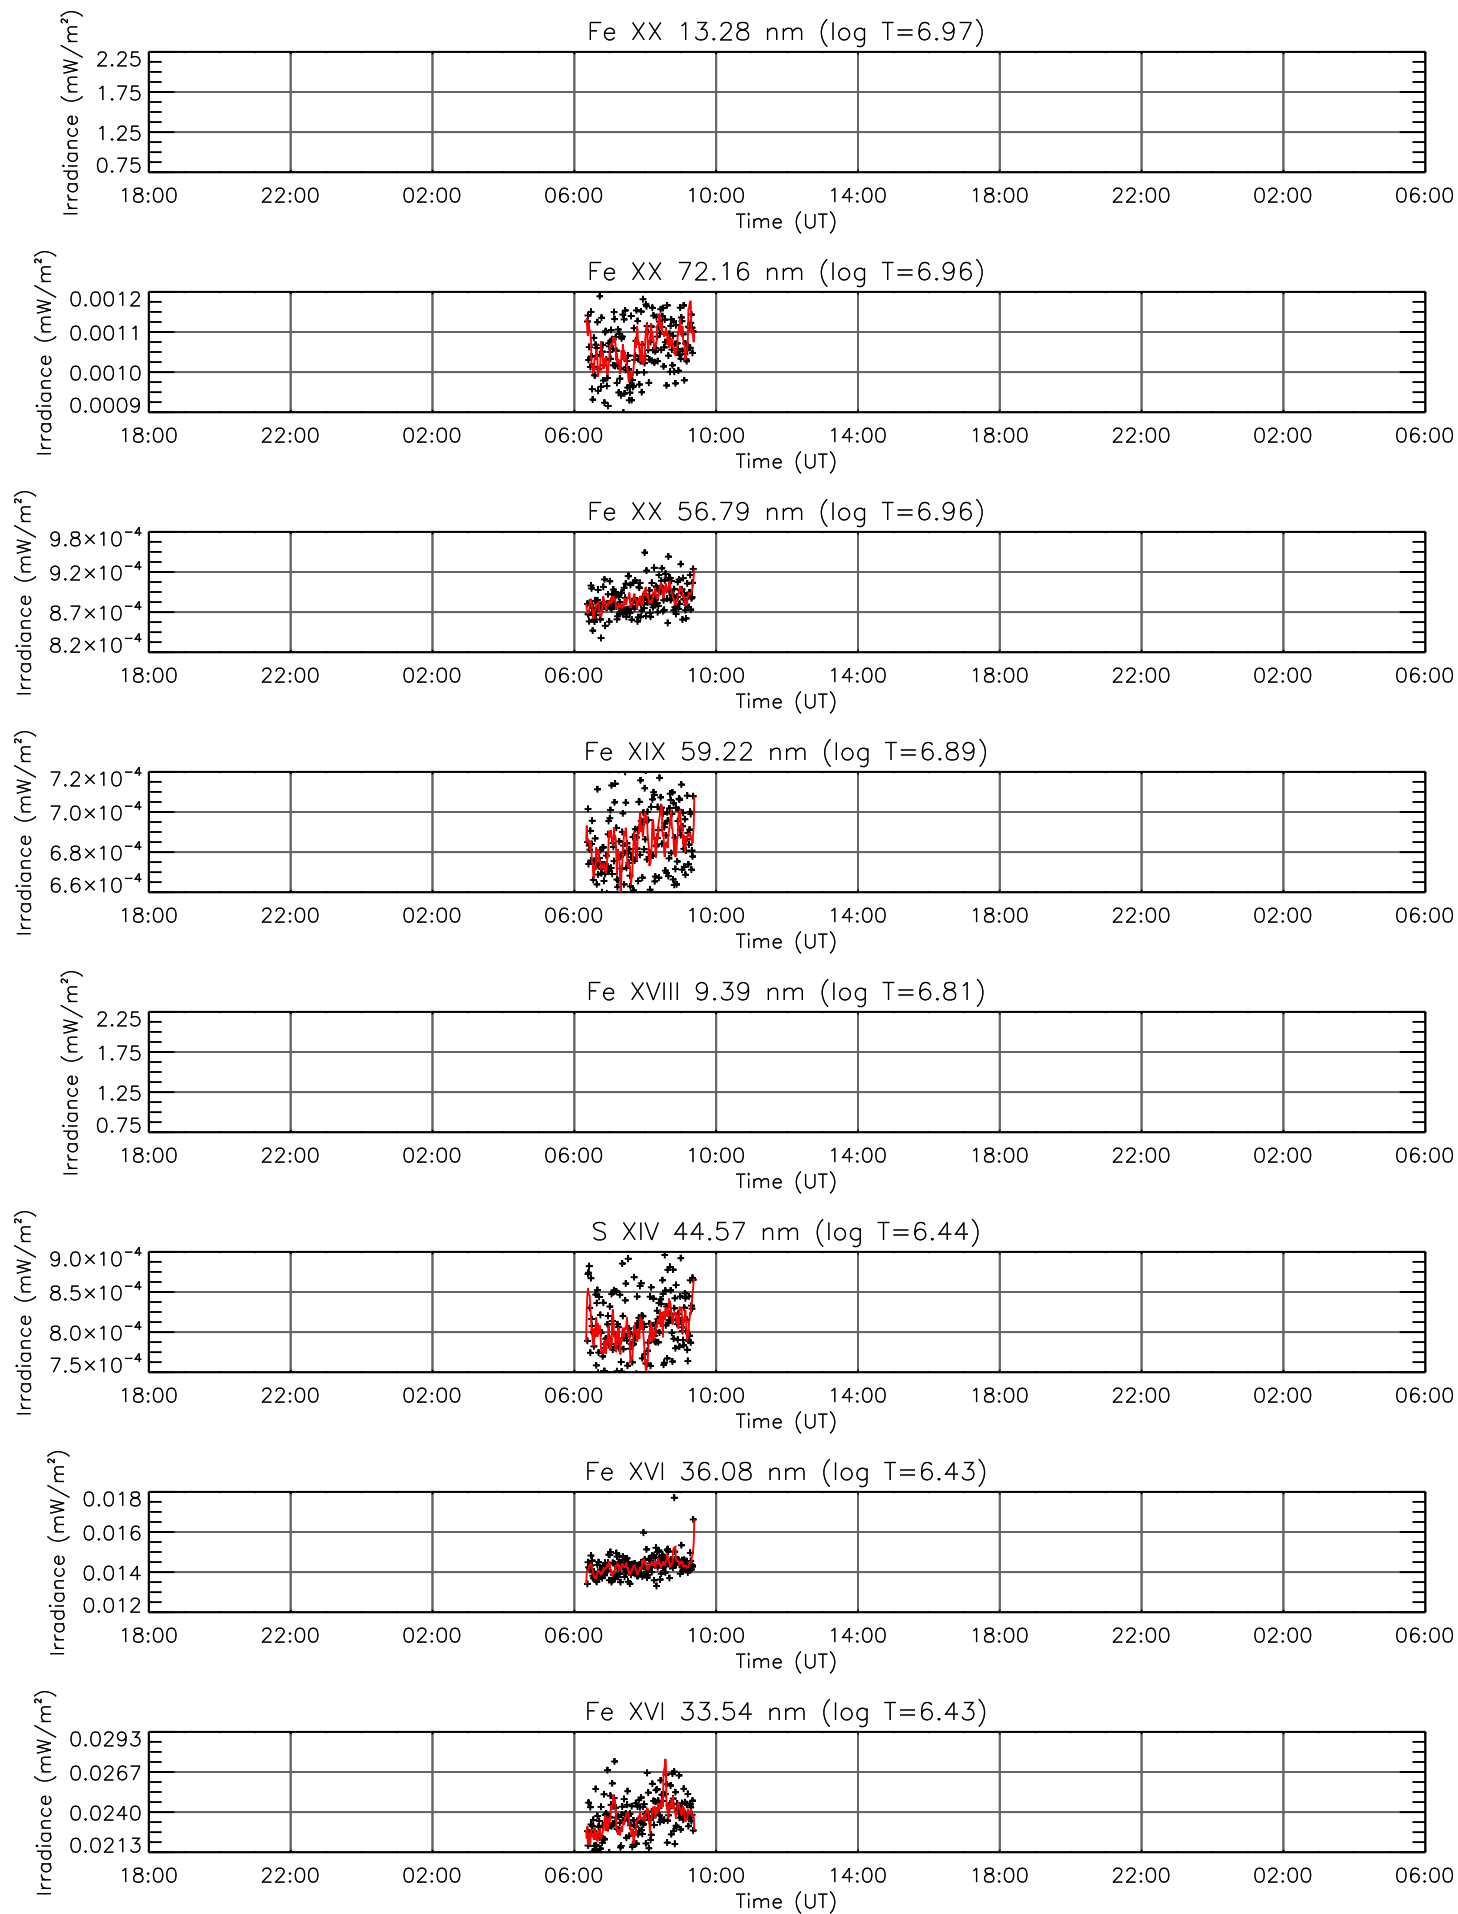 Fe XX 13.28 nm (log T=6.97)
Irradiance (mW/m²)
2.25
1.75
1.25
0.75
18:00 22:00 02:00 06:00 10:00 14:00 18:00 22:00 02:00 06:00
Time (UT)
Fe XX 72.16 nm (log T=6.96)
Irradiance (mW/m²)
0.0012
0.0011
0.0010
0.0009
18:00 22:00 02:00 06:00 10:00 14:00 18:00 22:00 02:00 06:00
Time (UT)
Fe XX 56.79 nm (log T=6.96)
Irradiance (mW/m²)
9.8×10⁻⁴
9.2×10⁻⁴
8.7×10⁻⁴
8.2×10⁻⁴
18:00 22:00 02:00 06:00 10:00 14:00 18:00 22:00 02:00 06:00
Time (UT)
Fe XIX 59.22 nm (log T=6.89)
Irradiance (mW/m²)
7.2×10⁻⁴
7.0×10⁻⁴
6.8×10⁻⁴
6.6×10⁻⁴
18:00 22:00 02:00 06:00 10:00 14:00 18:00 22:00 02:00 06:00
Time (UT)
Fe XVIII 9.39 nm (log T=6.81)
Irradiance (mW/m²)
2.25
1.75
1.25
0.75
18:00 22:00 02:00 06:00 10:00 14:00 18:00 22:00 02:00 06:00
Time (UT)
S XIV 44.57 nm (log T=6.44)
Irradiance (mW/m²)
9.0×10⁻⁴
8.5×10⁻⁴
8.0×10⁻⁴
7.5×10⁻⁴
18:00 22:00 02:00 06:00 10:00 14:00 18:00 22:00 02:00 06:00
Time (UT)
Fe XVI 36.08 nm (log T=6.43)
Irradiance (mW/m²)
0.018
0.016
0.014
0.012
18:00 22:00 02:00 06:00 10:00 14:00 18:00 22:00 02:00 06:00
Time (UT)
Fe XVI 33.54 nm (log T=6.43)
Irradiance (mW/m²)
0.0293
0.0267
0.0240
0.0213
18:00 22:00 02:00 06:00 10:00 14:00 18:00 22:00 02:00 06:00
Time (UT)